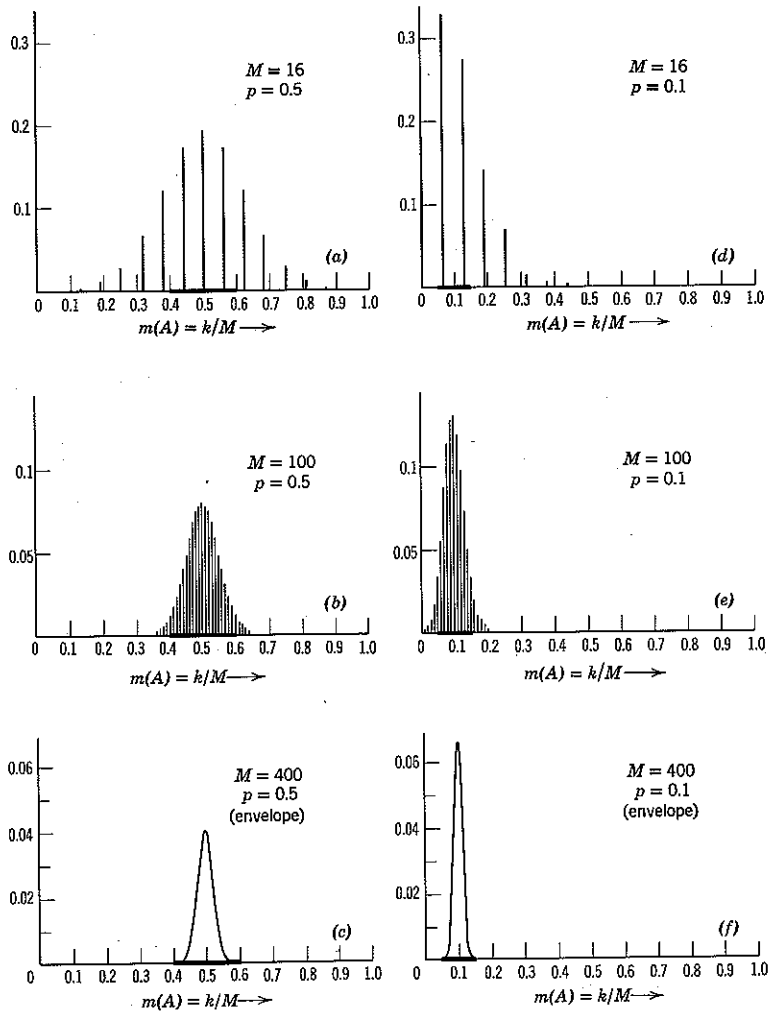 0.3
0.2
0.1
M = 16
p = 0.5
(a)
0 0.1 0.2 0.3 0.4 0.5 0.6 0.7 0.8 0.9 1.0
m(A) = k/M ⟶
0.3
0.2
0.1
M = 16
p = 0.1
(d)
0 0.1 0.2 0.3 0.4 0.5 0.6 0.7 0.8 0.9 1.0
m(A) = k/M ⟶
0.1
0.05
M = 100
p = 0.5
(b)
0 0.1 0.2 0.3 0.4 0.5 0.6 0.7 0.8 0.9 1.0
m(A) = k/M ⟶
0.1
0.05
M = 100
p = 0.1
(e)
0 0.1 0.2 0.3 0.4 0.5 0.6 0.7 0.8 0.9 1.0
m(A) = k/M ⟶
0.06
0.04
0.02
M = 400
p = 0.5
(envelope)
(c)
0 0.1 0.2 0.3 0.4 0.5 0.6 0.7 0.8 0.9 1.0
m(A) = k/M ⟶
0.06
0.04
0.02
M = 400
p = 0.1
(envelope)
(f)
0 0.1 0.2 0.3 0.4 0.5 0.6 0.7 0.8 0.9 1.0
m(A) = k/M ⟶